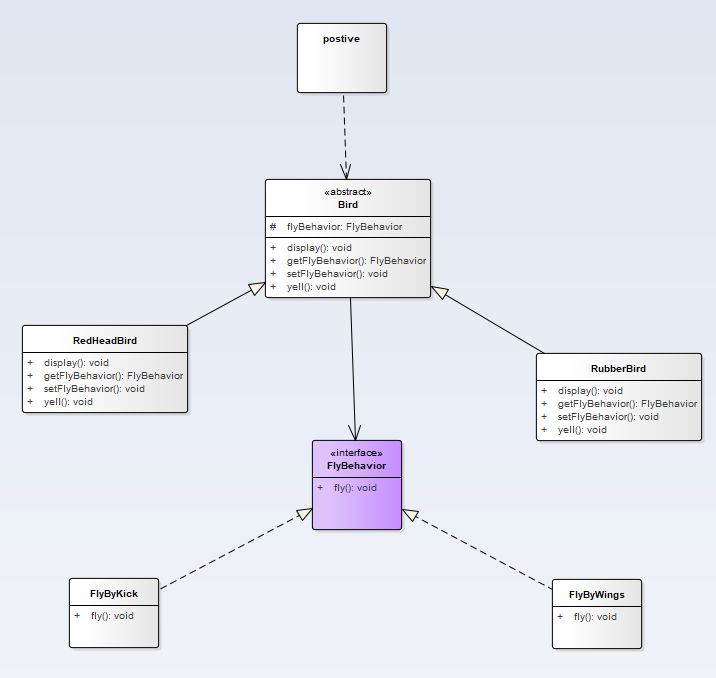 postive
«abstract»
Bird
# flyBehavior: FlyBehavior
+ display(): void
+ getFlyBehavior(): FlyBehavior
+ setFlyBehavior(): void
+ yell(): void
RedHeadBird
+ display(): void
+ getFlyBehavior(): FlyBehavior
+ setFlyBehavior(): void
+ yell(): void
RubberBird
+ display(): void
+ getFlyBehavior(): FlyBehavior
+ setFlyBehavior(): void
+ yell(): void
«interface»
FlyBehavior
+ fly(): void
FlyByKick
+ fly(): void
FlyByWings
+ fly(): void